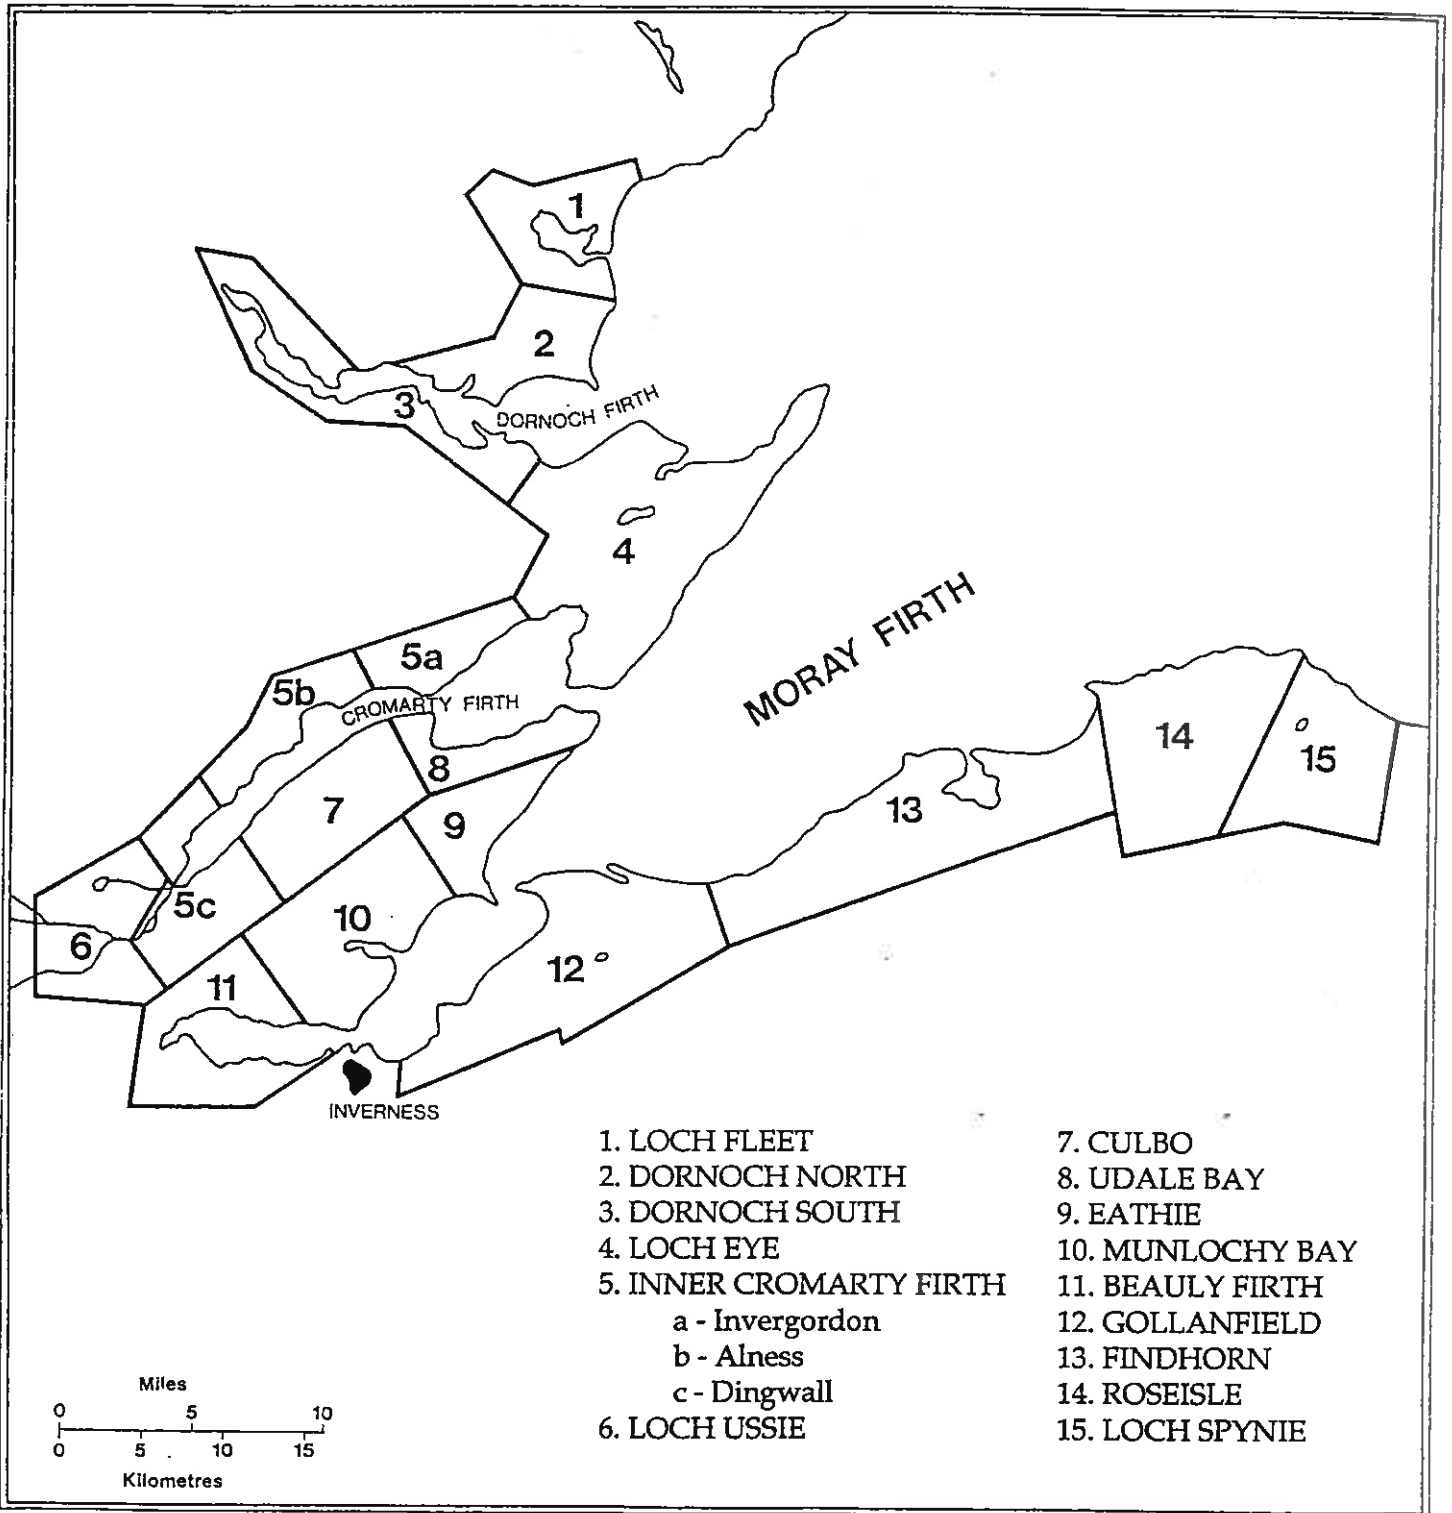 1
2
3
DORNOCH FIRTH
4
MORAY FIRTH
5a
5b
CROMARTY FIRTH
8
7
9
13
14
15
5c
10
6
11
12
INVERNESS
1. LOCH FLEET
2. DORNOCH NORTH
3. DORNOCH SOUTH
4. LOCH EYE
5. INNER CROMARTY FIRTH
a - Invergordon
b - Alness
c - Dingwall
6. LOCH USSIE
7. CULBO
8. UDALE BAY
9. EATHIE
10. MUNLOCHY BAY
11. BEAULY FIRTH
12. GOLLANFIELD
13. FINDHORN
14. ROSEISLE
15. LOCH SPYNIE
Miles
0 5 10
0 5 10 15
Kilometres